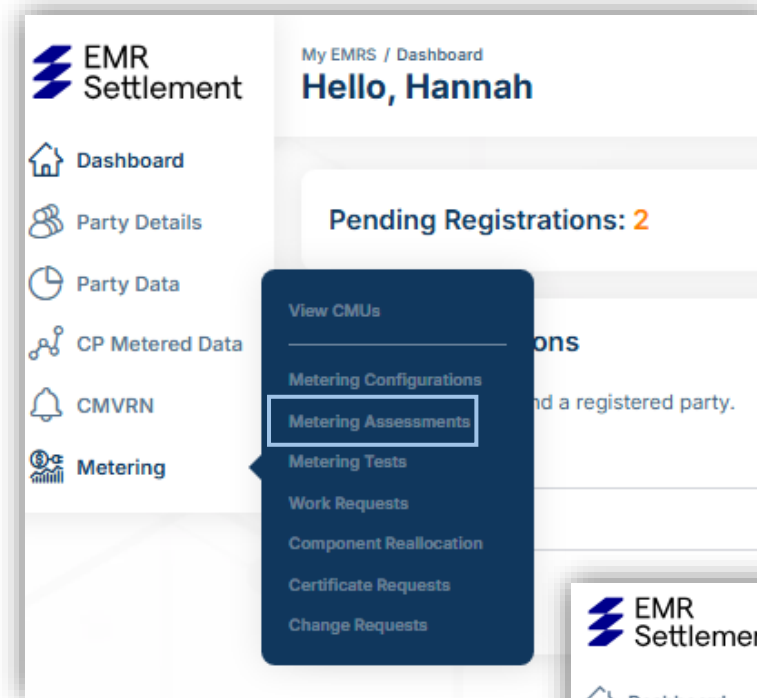 EMR
Settlement
My EMRS / Dashboard
Hello, Hannah
Dashboard
Party Details
Party Data
CP Metered Data
CMVRN
Metering
Pending Registrations: 2
View CMUs
Metering Configurations
Metering Assessments
Metering Tests
Work Requests
Component Reallocation
Certificate Requests
Change Requests
ons
nd a registered party.
EMR
Settlemen